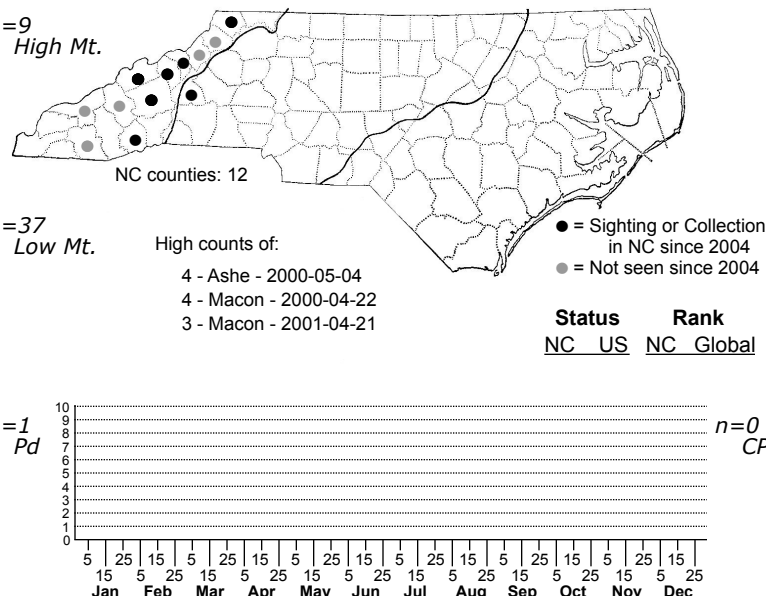 =9
High Mt.
NC counties: 12
=37
Low Mt.
High counts of:
4 - Ashe - 2000-05-04
4 - Macon - 2000-04-22
3 - Macon - 2001-04-21
= Sighting or Collection
in NC since 2004
= Not seen since 2004
Status Rank
NC US NC Global
=1
Pd
n=0
CP
10
9
8
7
6
5
4
3
2
1
0
5 25 15 5 25 15 5 25 15 5 25 15 5 25 15 5 25 15
15 5 25 15 5 25 15 5 25 15 5 25 15 5 25 15 5 25
Jan Feb Mar Apr May Jun Jul Aug Sep Oct Nov Dec